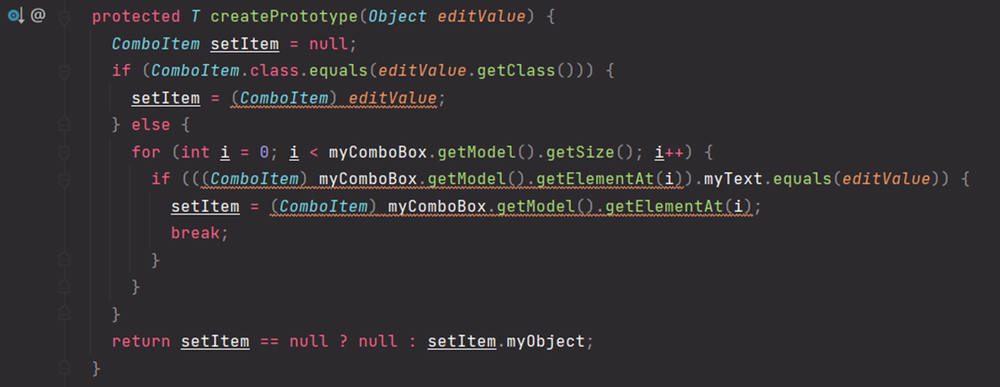 @ protected T createPrototype(Object editValue) {
ComboItem setItem = null;
if (ComboItem.class.equals(editValue.getClass())) {
setItem = (ComboItem) editValue;
} else {
for (int i = 0; i < myComboBox.getModel().getSize(); i++) {
if (((ComboItem) myComboBox.getModel().getElementAt(i)).myText.equals(editValue)) {
setItem = (ComboItem) myComboBox.getModel().getElementAt(i);
break;
}
}
}
return setItem == null ? null : setItem.myObject;
}